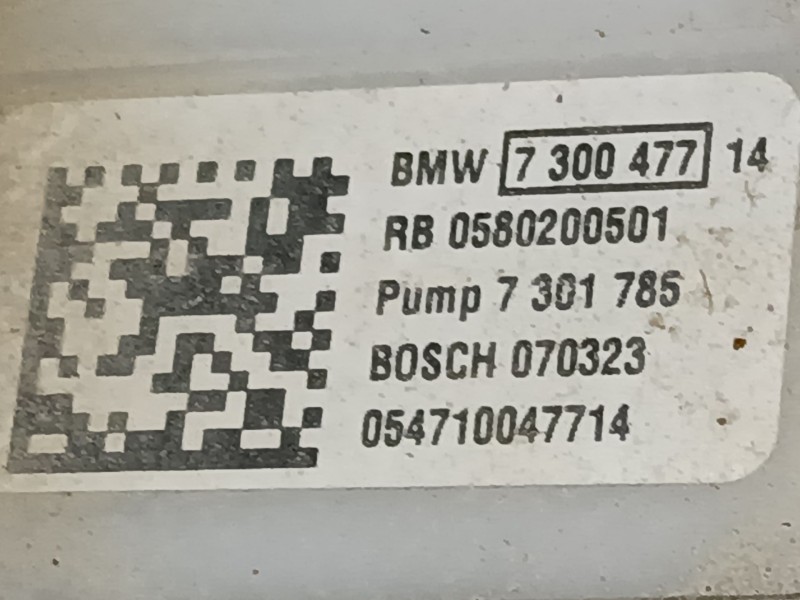 BMW 7 300 477 14
RB 0580200501
Pump 7 301 785
BOSCH 070323
054710047714